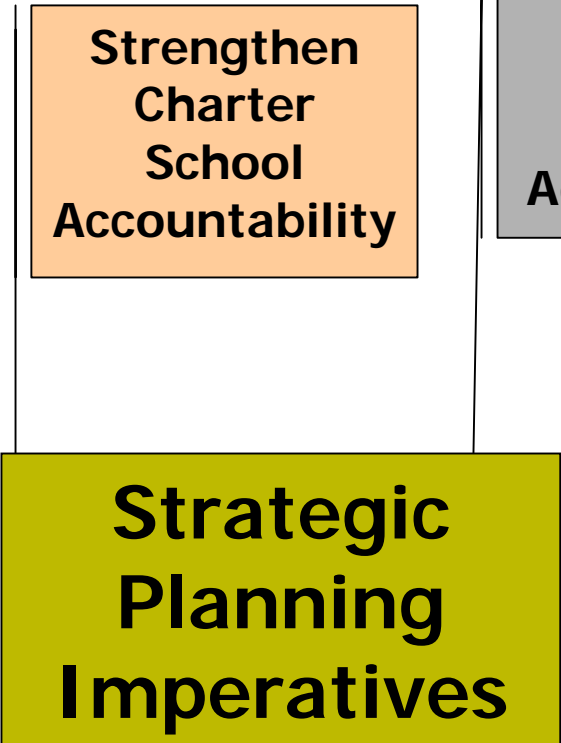 Strengthen
Charter
School
Accountability
Strategic
Planning
Imperatives